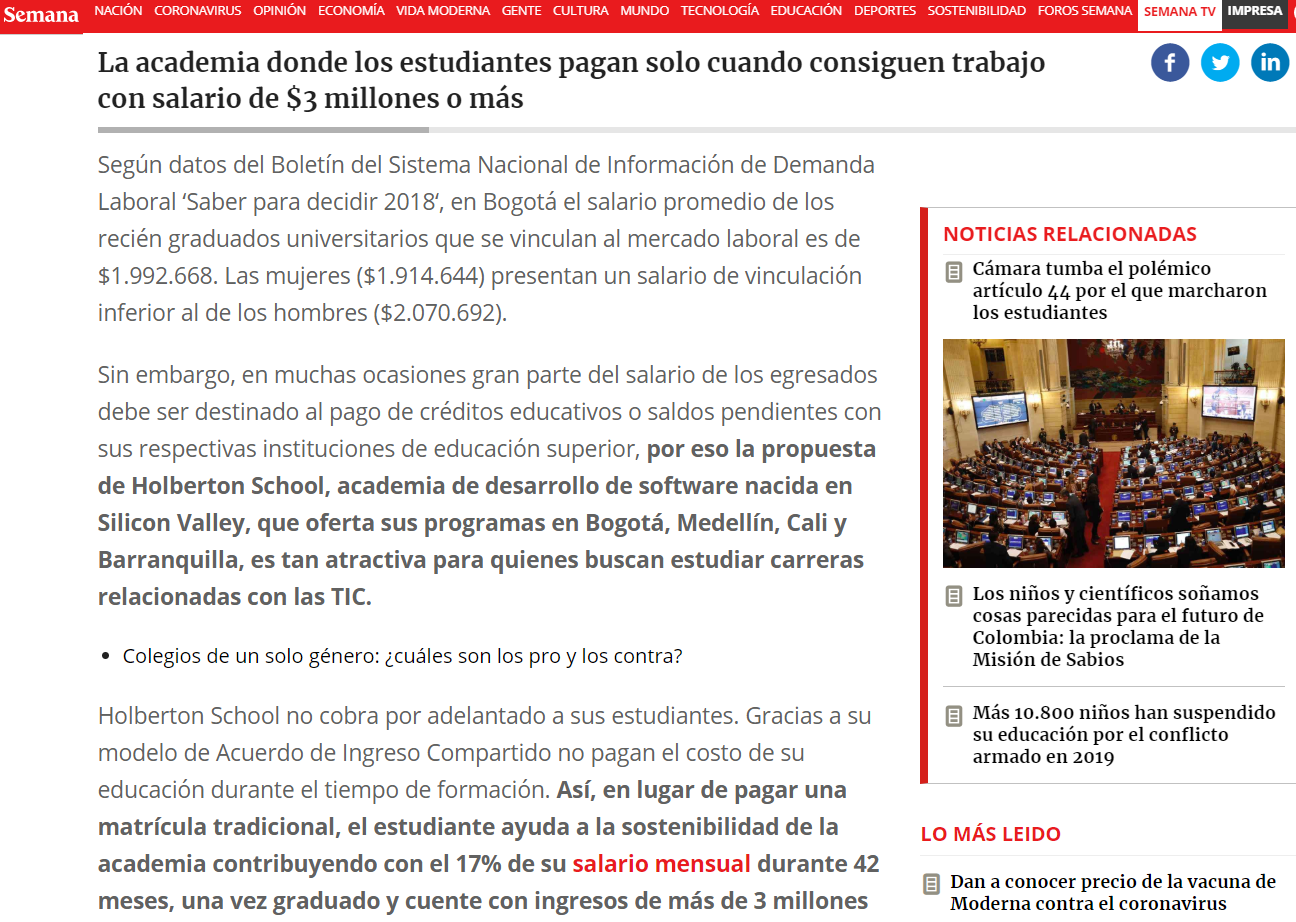 Semana
NACIÓN CORONAVIRUS OPINIÓN ECONOMÍA VIDA MODERNA GENTE CULTURA MUNDO TECNOLOGÍA EDUCACIÓN DEPORTES SOSTENIBILIDAD FOROS SEMANA SEMANA TV IMPRESA
La academia donde los estudiantes pagan solo cuando consiguen trabajo
con salario de $3 millones o más
Según datos del Boletín del Sistema Nacional de Información de Demanda
Laboral ‘Saber para decidir 2018‘, en Bogotá el salario promedio de los
recién graduados universitarios que se vinculan al mercado laboral es de
$1.992.668. Las mujeres ($1.914.644) presentan un salario de vinculación
inferior al de los hombres ($2.070.692).
Sin embargo, en muchas ocasiones gran parte del salario de los egresados
debe ser destinado al pago de créditos educativos o saldos pendientes con
sus respectivas instituciones de educación superior, por eso la propuesta
de Holberton School, academia de desarrollo de software nacida en
Silicon Valley, que oferta sus programas en Bogotá, Medellín, Cali y
Barranquilla, es tan atractiva para quienes buscan estudiar carreras
relacionadas con las TIC.
• Colegios de un solo género: ¿cuáles son los pro y los contra?
Holberton School no cobra por adelantado a sus estudiantes. Gracias a su
modelo de Acuerdo de Ingreso Compartido no pagan el costo de su
educación durante el tiempo de formación. Así, en lugar de pagar una
matrícula tradicional, el estudiante ayuda a la sostenibilidad de la
academia contribuyendo con el 17% de su salario mensual durante 42
meses, una vez graduado y cuente con ingresos de más de 3 millones
NOTICIAS RELACIONADAS
Cámara tumba el polémico
artículo 44 por el que marcharon
los estudiantes
Los niños y científicos soñamos
cosas parecidas para el futuro de
Colombia: la proclama de la
Misión de Sabios
Más 10.800 niños han suspendido
su educación por el conflicto
armado en 2019
LO MÁS LEIDO
Dan a conocer precio de la vacuna de
Moderna contra el coronavirus